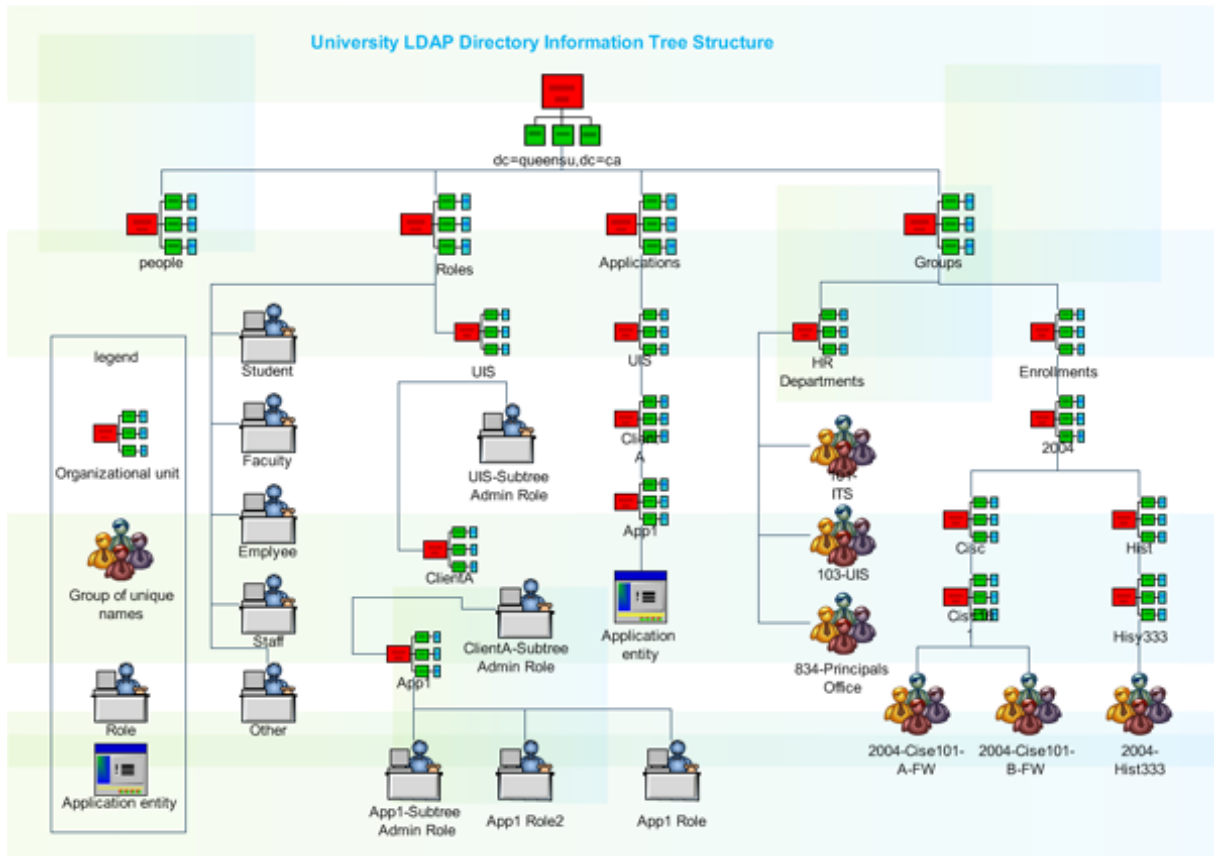 University LDAP Directory Information Tree Structure
dc=queensu,dc=ca
people
Roles
Applications
Groups
legend
Organizational unit
Group of unique
names
Role
Application entity
Student
Faculty
Emplyee
Staff
Other
UIS
UIS-Subtree
Admin Role
ClientA
ClientA-Subtree
Admin Role
App1
App1-Subtree
Admin Role
App1 Role2
App1 Role
UIS
Client
A
App1
Application
entity
HR
Departments
ITS
103-UIS
834-Principals
Office
Enrollments
2004
Cisc
Hist
Hisy333
2004-Cise101-
A-FW
2004-Cise101-
B-FW
2004-
Hist333